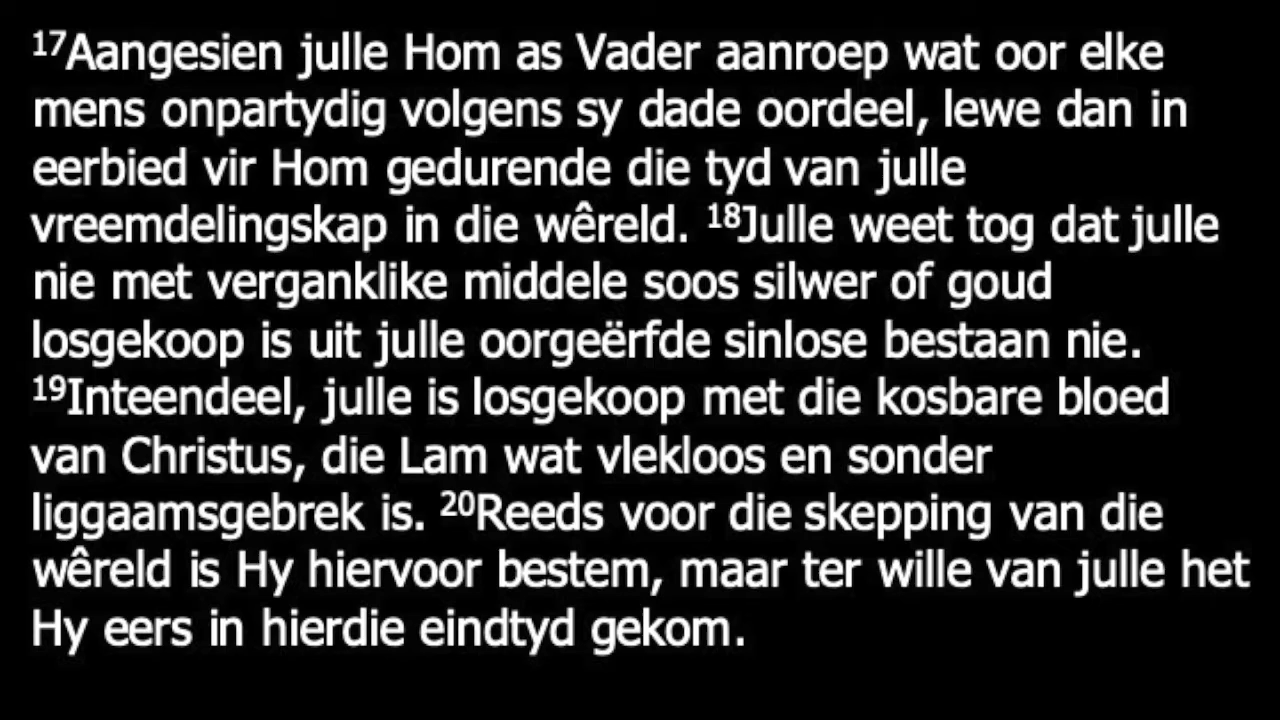 17Aangesien julle Hom as Vader aanroep wat oor elke
mens onpartydig volgens sy dade oordeel, lewe dan in
eerbied vir Hom gedurende die tyd van julle
vreemdelingskap in die wêreld. 18Julle weet tog dat julle
nie met verganklike middele soos silwer of goud
losgekoop is uit julle oorgeërfde sinlose bestaan nie.
19Inteendeel, julle is losgekoop met die kosbare bloed
van Christus, die Lam wat vlekloos en sonder
liggaamsgebrek is. 20Reeds voor die skepping van die
wêreld is Hy hiervoor bestem, maar ter wille van julle het
Hy eers in hierdie eindtyd gekom.